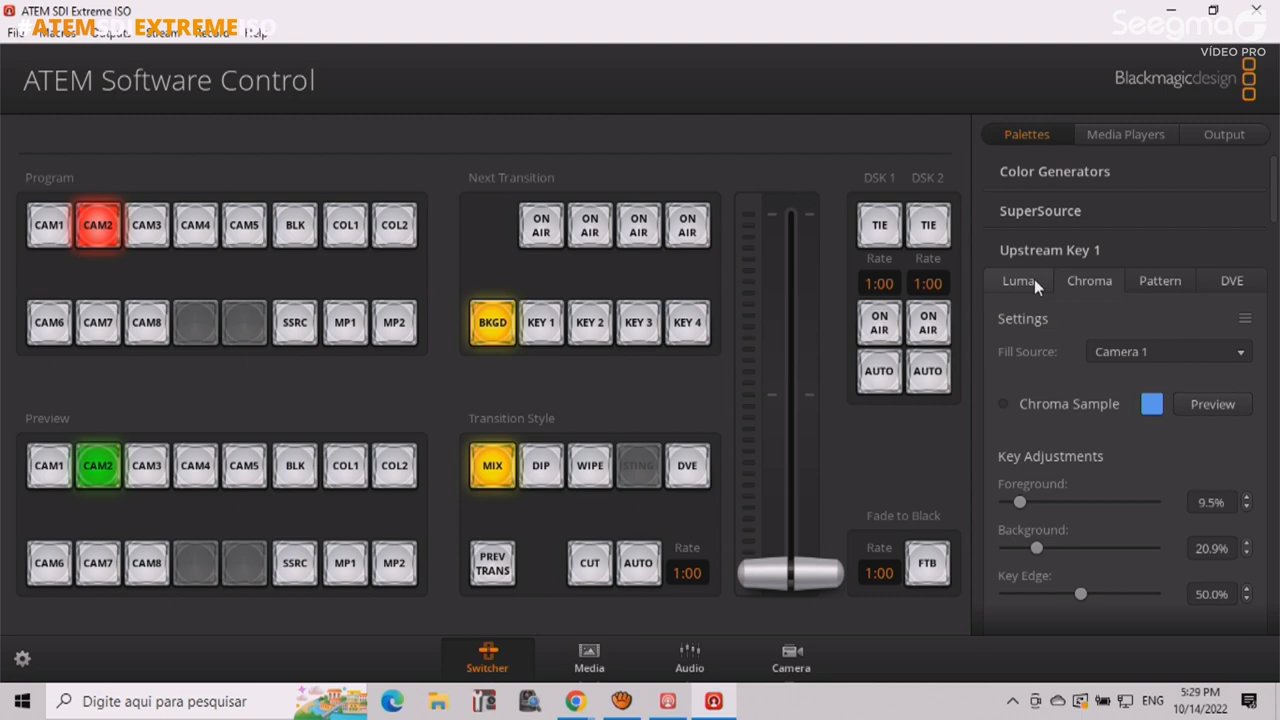 ATEM SDI Extreme ISO
#ATEMSDIEXTREMEISO
File Macros Outputs Stream Record Help
Seegma
VÍDEO PRO
ATEM Software Control
Blackmagicdesign
Palettes Media Players Output
Program
Next Transition
DSK 1 DSK 2
Color Generators
CAM1 CAM2 CAM3 CAM4 CAM5 BLK COL1 COL2
ON AIR ON AIR ON AIR ON AIR
TIE TIE
SuperSource
Upstream Key 1
Rate Rate
1:00 1:00
Luma Chroma Pattern DVE
CAM6 CAM7 CAM8 SSRC MP1 MP2
BKGD KEY 1 KEY 2 KEY 3 KEY 4
ON AIR ON AIR
AUTO AUTO
Settings
Fill Source: Camera 1
Chroma Sample Preview
Preview
Transition Style
Key Adjustments
CAM1 CAM2 CAM3 CAM4 CAM5 BLK COL1 COL2
MIX DIP WIPE STING DVE
Foreground:
9.5%
Fade to Black
Background:
20.9%
CAM6 CAM7 CAM8 SSRC MP1 MP2
PREV TRANS CUT AUTO
Rate
1:00
Rate
1:00
FTB
Key Edge:
50.0%
Switcher Media Audio Camera
Digite aqui para pesquisar
ENG
5:29 PM
10/14/2022